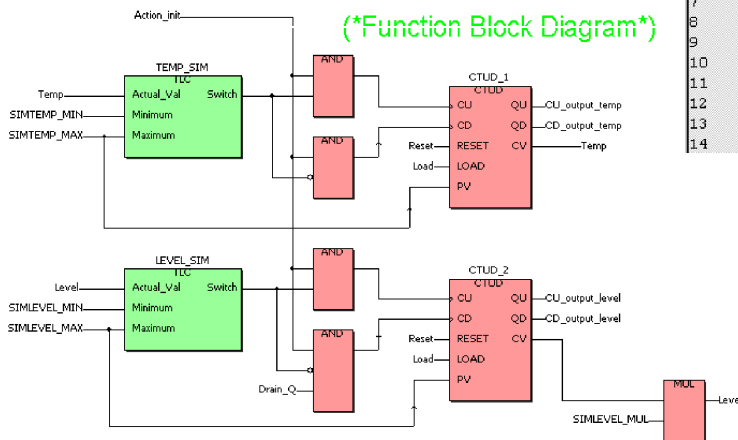 Action_init
(*Function Block Diagram*)
7
8
9
10
11
12
13
14
TEMP_SIM
TLC
Temp Actual_Val Switch
SIMTEMP_MIN Minimum
SIMTEMP_MAX Maximum
AND
AND
CTUD_1
CTUD
CU QU CU_output_temp
CD QD CD_output_temp
Reset RESET CV Temp
Load LOAD
PV
LEVEL_SIM
TLC
Level Actual_Val Switch
SIMLEVEL_MIN Minimum
SIMLEVEL_MAX Maximum
AND
AND
Drain_Q
CTUD_2
CTUD
CU QU CU_output_level
CD QD CD_output_level
Reset RESET CV
Load LOAD
PV
MUL
SIMLEVEL_MUL
Leve